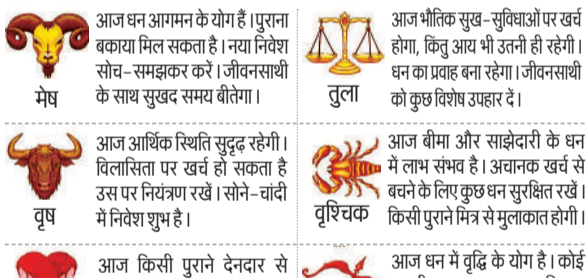 आज धन आगमन के योग हैं। पुराना
बकाया मिल सकता है। नया निवेश
सोच-समझकर करें। जीवनसाथी
के साथ सुखद समय बीतेगा।
मेष
आज भौतिक सुख-सुविधाओं पर खर्च
होगा, किंतु आय भी उतनी ही रहेगी।
धन का प्रवाह बना रहेगा। जीवनसाथी
को कुछ विशेष उपहार दें।
तुला
आज आर्थिक स्थिति सुदृढ़ रहेगी।
विलासिता पर खर्च हो सकता है
उस पर नियंत्रण रखें। सोने-चांदी
में निवेश शुभ है।
वृष
आज बीमा और साझेदारी के धन
में लाभ संभव है। अचानक खर्च से
बचने के लिए कुछ धन सुरक्षित रखें।
किसी पुराने मित्र से मुलाकात होगी।
वृश्चिक
आज किसी पुराने देनदार से
आज धन में वृद्धि के योग है। कोई